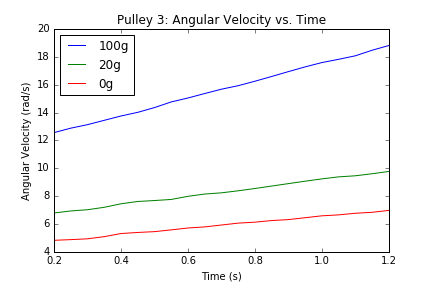 Pulley 3: Angular Velocity vs. Time
20
18
16
14
12
10
8
6
4
Angular Velocity (rad/s)
100g
20g
0g
0.2 0.4 0.6 0.8 1.0 1.2
Time (s)